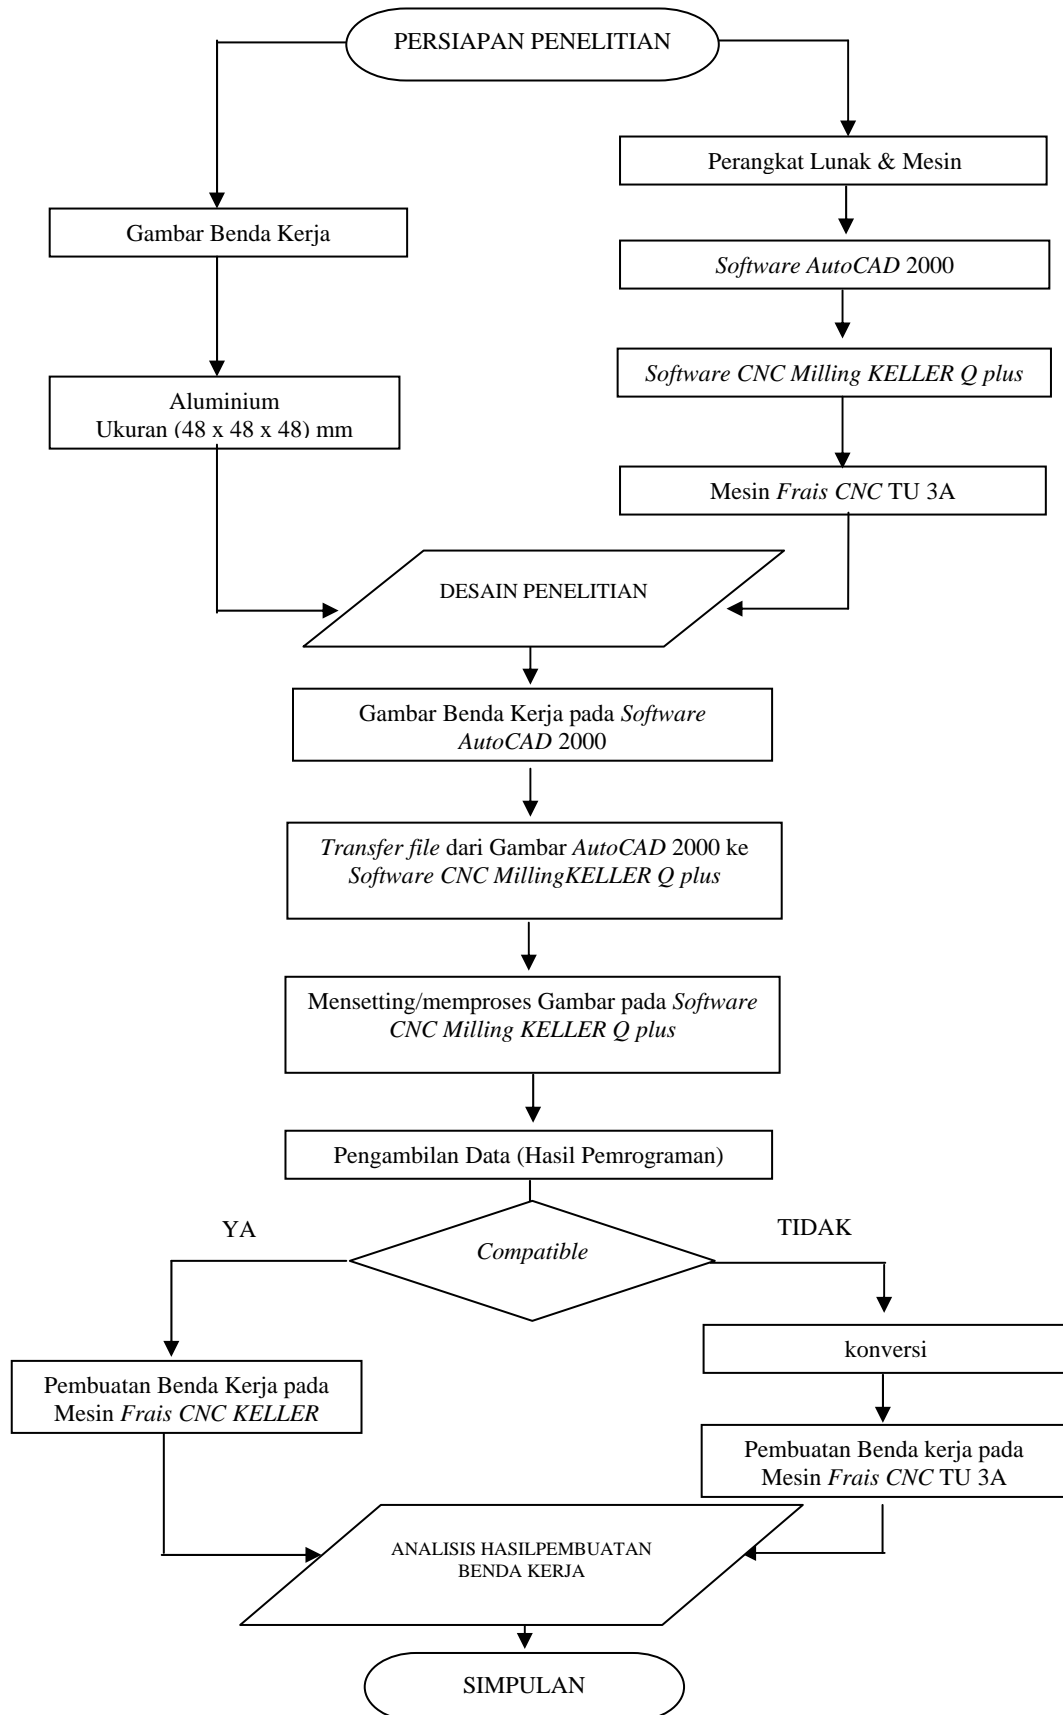 PERSIAPAN PENELITIAN
Perangkat Lunak & Mesin
Gambar Benda Kerja
Software AutoCAD 2000
Software CNC Milling KELLER Q plus
Aluminium
Ukuran (48 x 48 x 48) mm
Mesin Frais CNC TU 3A
DESAIN PENELITIAN
Gambar Benda Kerja pada Software
AutoCAD 2000
Transfer file dari Gambar AutoCAD 2000 ke
Software CNC MillingKELLER Q plus
Mensetting/memproses Gambar pada Software
CNC Milling KELLER Q plus
Pengambilan Data (Hasil Pemrograman)
YA
TIDAK
Compatible
konversi
Pembuatan Benda Kerja pada
Mesin Frais CNC KELLER
Pembuatan Benda kerja pada
Mesin Frais CNC TU 3A
ANALISIS HASILPEMBUATAN
BENDA KERJA
SIMPULAN